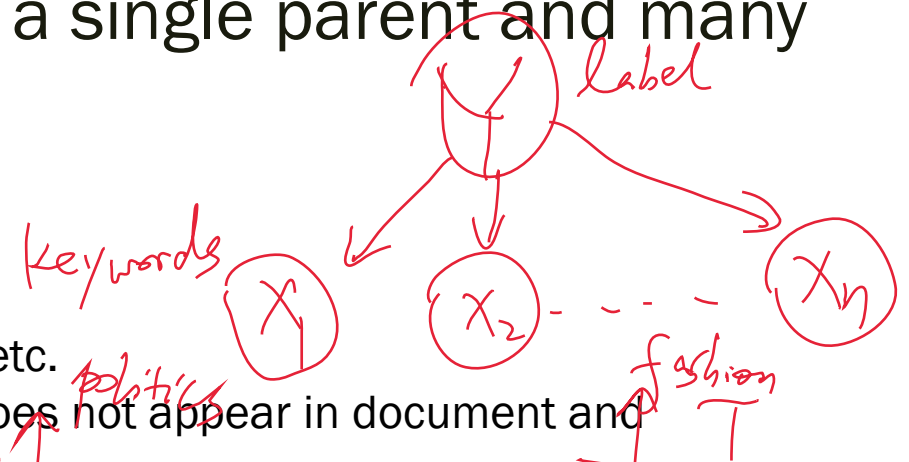 a single parent and many
label
Y
keywords
X1 X2 Xn
etc.
politics fashion
oes not appear in document and